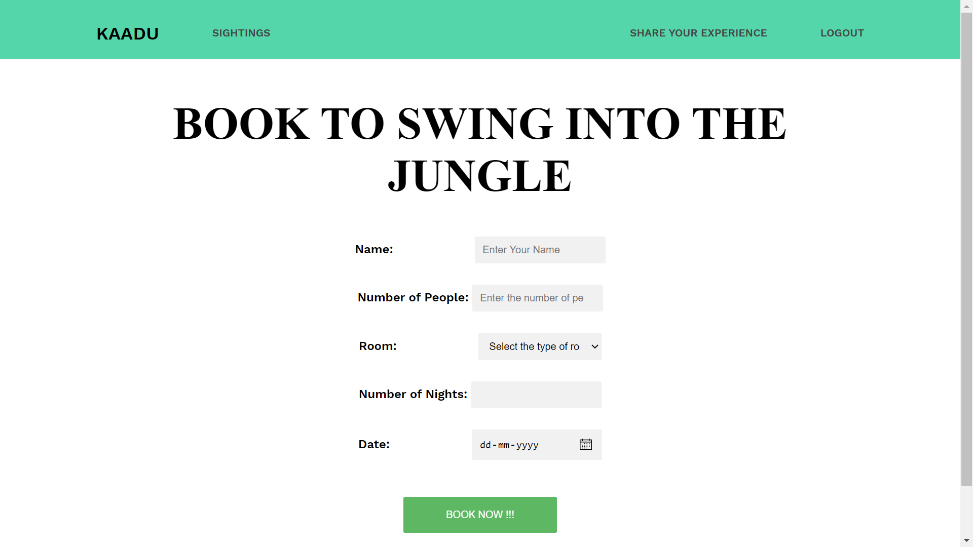 KAADU SIGHTINGS SHARE YOUR EXPERIENCE LOGOUT
BOOK TO SWING INTO THE
JUNGLE
Name: Enter Your Name
Number of People: Enter the number of pe
Room: Select the type of ro
Number of Nights:
Date: dd-mm-yyyy
BOOK NOW !!!